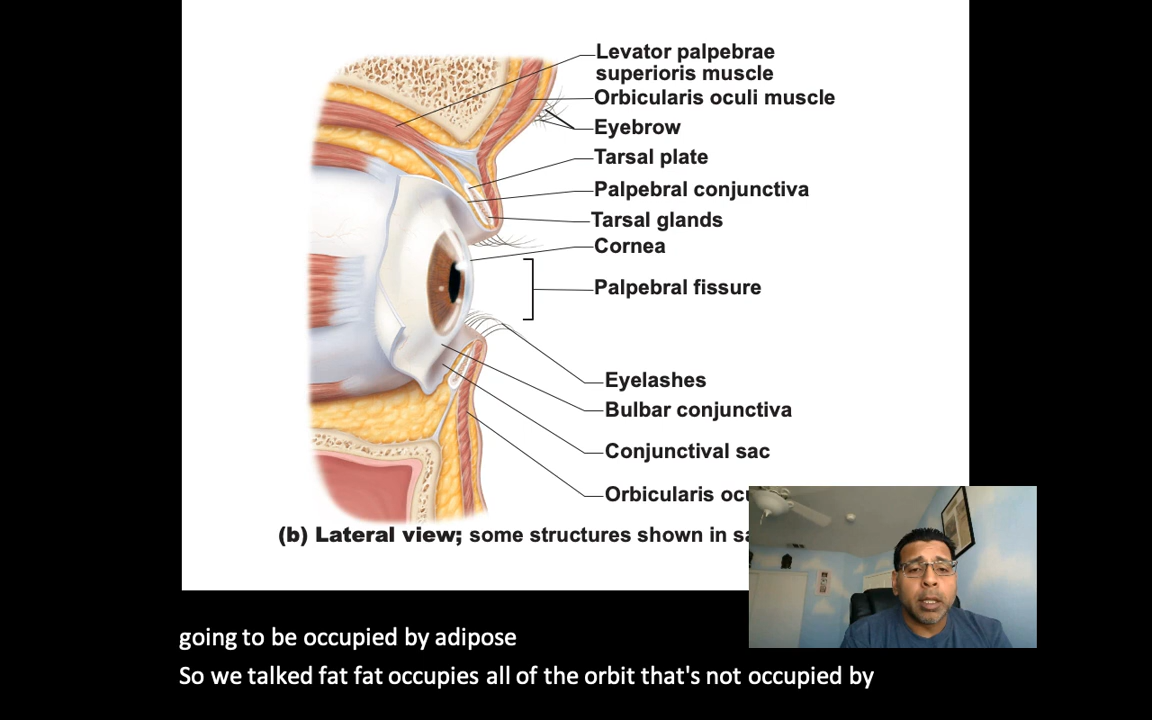 Levator palpebrae
superioris muscle
Orbicularis oculi muscle
Eyebrow
Tarsal plate
Palpebral conjunctiva
Tarsal glands
Cornea
Palpebral fissure
Eyelashes
Bulbar conjunctiva
Conjunctival sac
Orbicularis
(b) Lateral view; some structures shown in
going to be occupied by adipose
So we talked fat fat occupies all of the orbit that's not occupied by